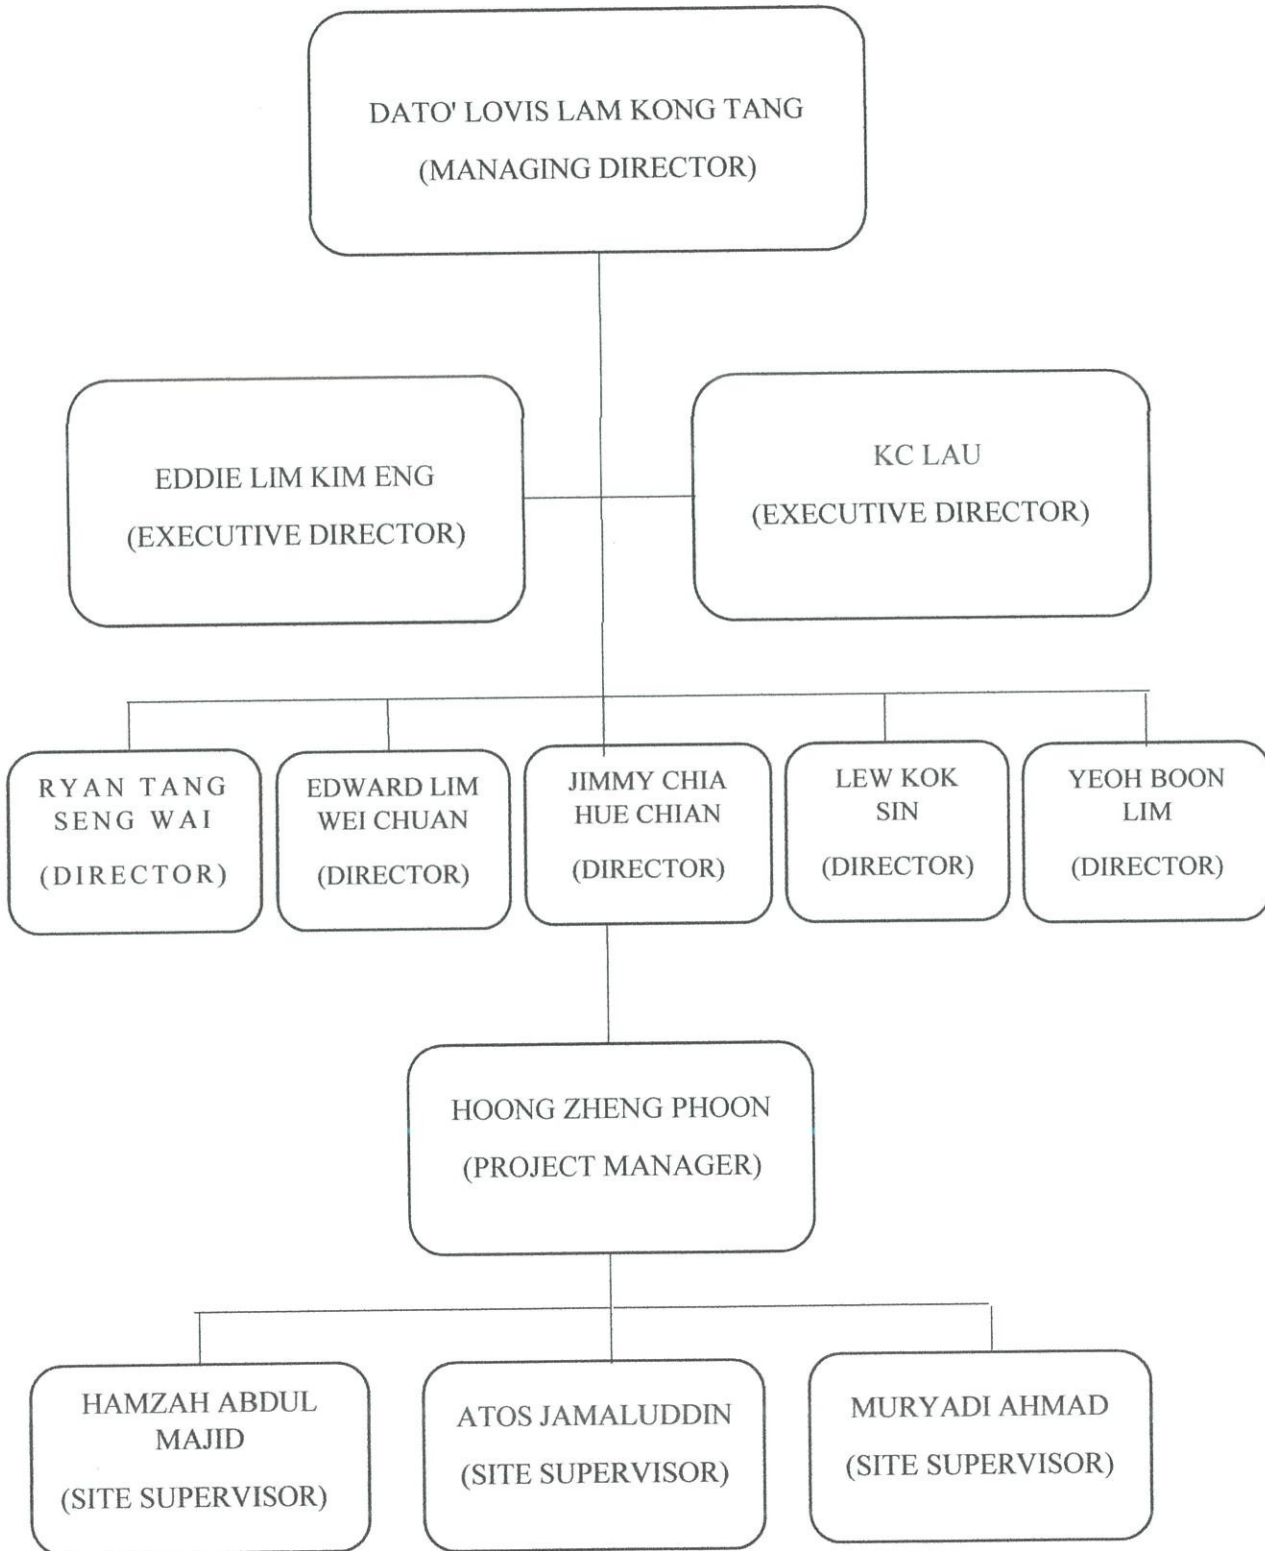 DATO' LOVIS LAM KONG TANG
(MANAGING DIRECTOR)
EDDIE LIM KIM ENG
(EXECUTIVE DIRECTOR)
KC LAU
(EXECUTIVE DIRECTOR)
RYAN TANG
SENG WAI
(DIRECTOR)
EDWARD LIM
WEI CHUAN
(DIRECTOR)
JIMMY CHIA
HUE CHIAN
(DIRECTOR)
LEW KOK
SIN
(DIRECTOR)
YEOH BOON
LIM
(DIRECTOR)
HOONG ZHENG PHOON
(PROJECT MANAGER)
HAMZAH ABDUL
MAJID
(SITE SUPERVISOR)
ATOS JAMALUDDIN
(SITE SUPERVISOR)
MURYADI AHMAD
(SITE SUPERVISOR)